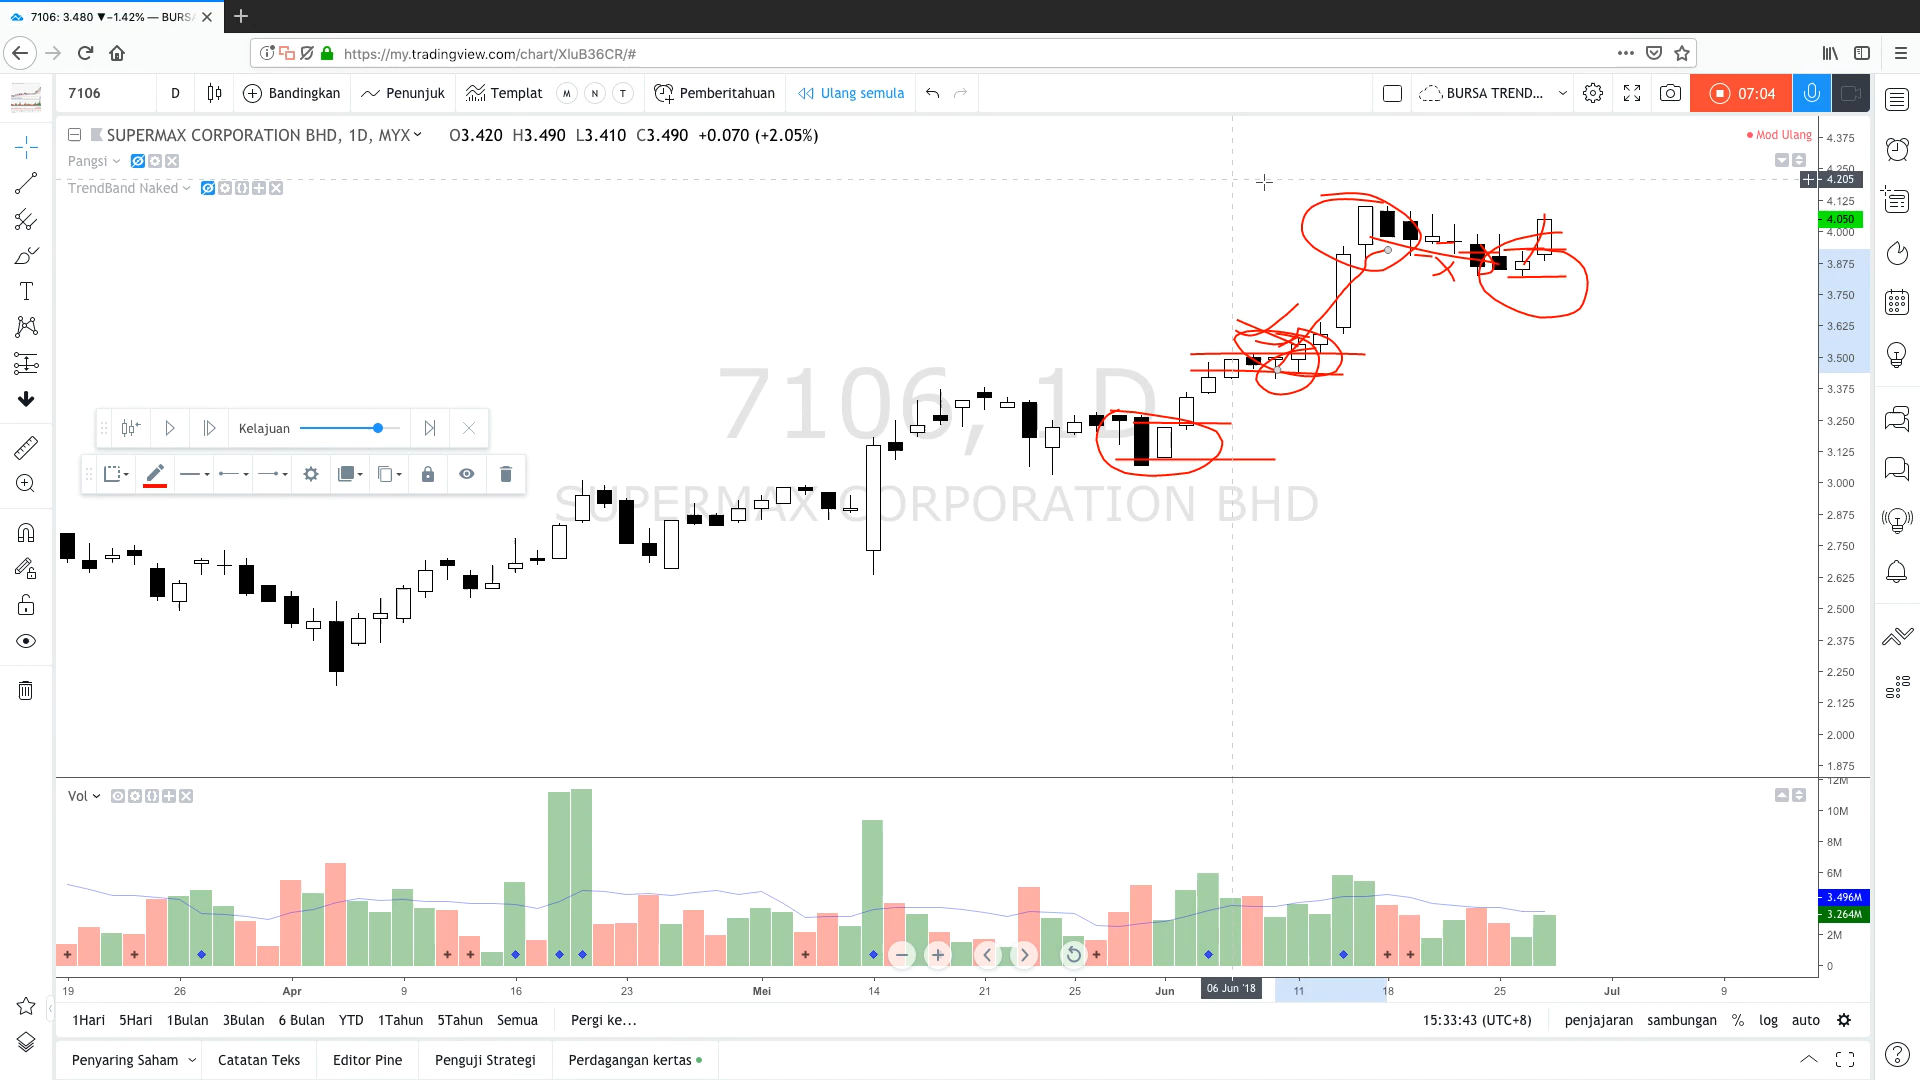 7106: 3.480 ▼−1.42% — BURSA
https://my.tradingview.com/chart/XluB36CR/#
7106 D Bandingkan Penunjuk Templat M N T Pemberitahuan Ulang semula BURSA TREND... 07:04
SUPERMAX CORPORATION BHD, 1D, MYX O3.420 H3.490 L3.410 C3.490 +0.070 (+2.05%)
Mod Ulang
Pangsi
TrendBand Naked
4.375
4.250
4.205
4.125
4.050
4.000
3.875
3.750
3.625
3.500
3.375
3.250
3.125
3.000
2.875
2.750
2.625
2.500
2.375
2.250
2.125
2.000
1.875
7106, 1D
SUPERMAX CORPORATION BHD
Kelajuan
Vol
12M
10M
8M
6M
3.496M
3.264M
2M
0
19 26 Apr 9 16 23 Mei 14 21 25 Jun 06 Jun '18 11 18 25 Jul 9
1Hari 5Hari 1Bulan 3Bulan 6 Bulan YTD 1Tahun 5Tahun Semua Pergi ke... 15:33:43 (UTC+8) penjajaran sambungan % log auto
Penyaring Saham Catatan Teks Editor Pine Penguji Strategi Perdagangan kertas